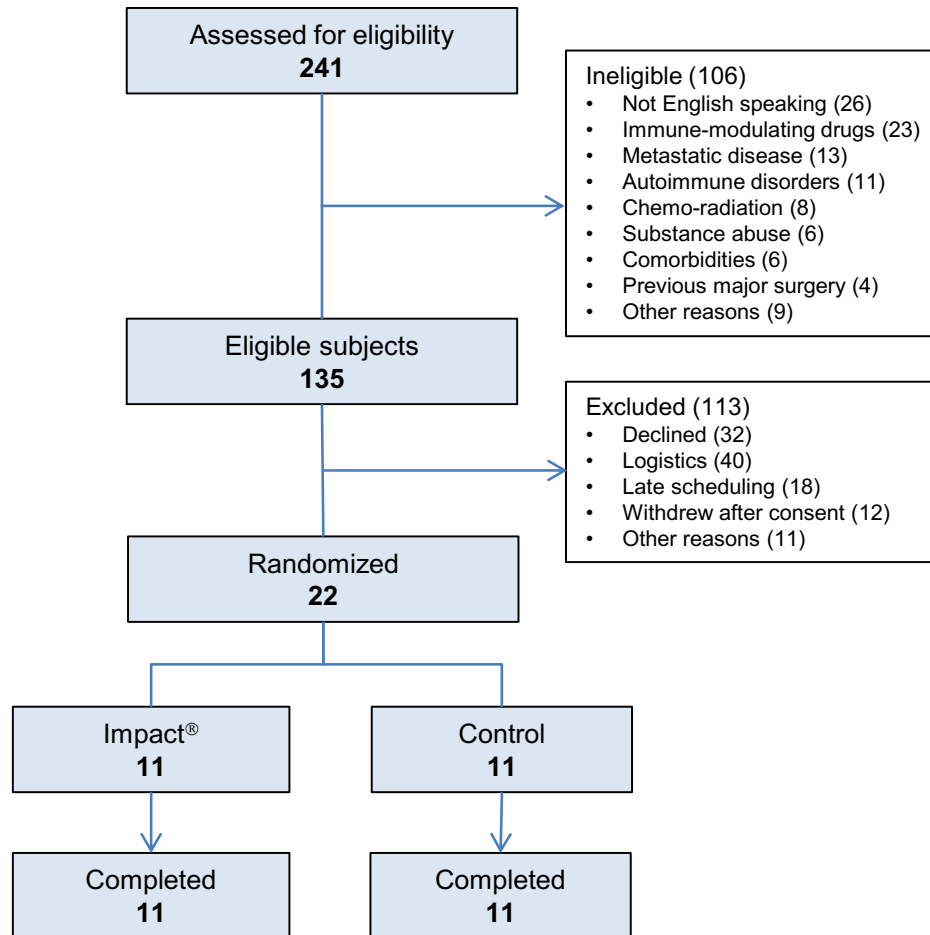 Assessed for eligibility
241
Ineligible (106)
• Not English speaking (26)
• Immune-modulating drugs (23)
• Metastatic disease (13)
• Autoimmune disorders (11)
• Chemo-radiation (8)
• Substance abuse (6)
• Comorbidities (6)
• Previous major surgery (4)
• Other reasons (9)
Eligible subjects
135
Excluded (113)
• Declined (32)
• Logistics (40)
• Late scheduling (18)
• Withdrew after consent (12)
• Other reasons (11)
Randomized
22
Impact®
11
Control
11
Completed
11
Completed
11